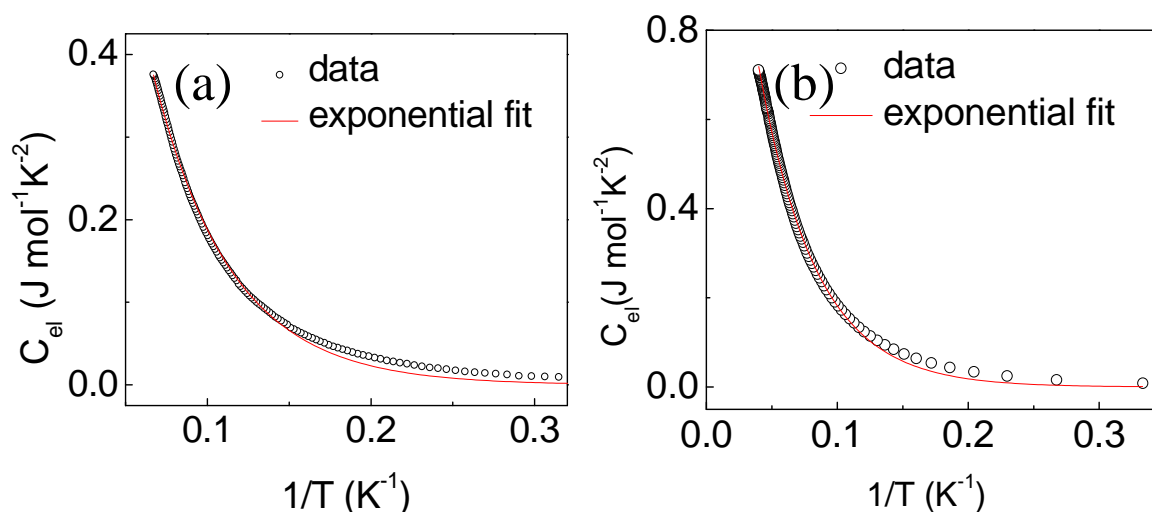 (a)
data
exponential fit
0.4
0.2
0.0
0.1
0.2
0.3
C_el (J mol⁻¹K⁻²)
1/T (K⁻¹)
(b)
data
exponential fit
0.8
0.4
0.0
0.0
0.1
0.2
0.3
C_el(J mol⁻¹K⁻²)
1/T (K⁻¹)